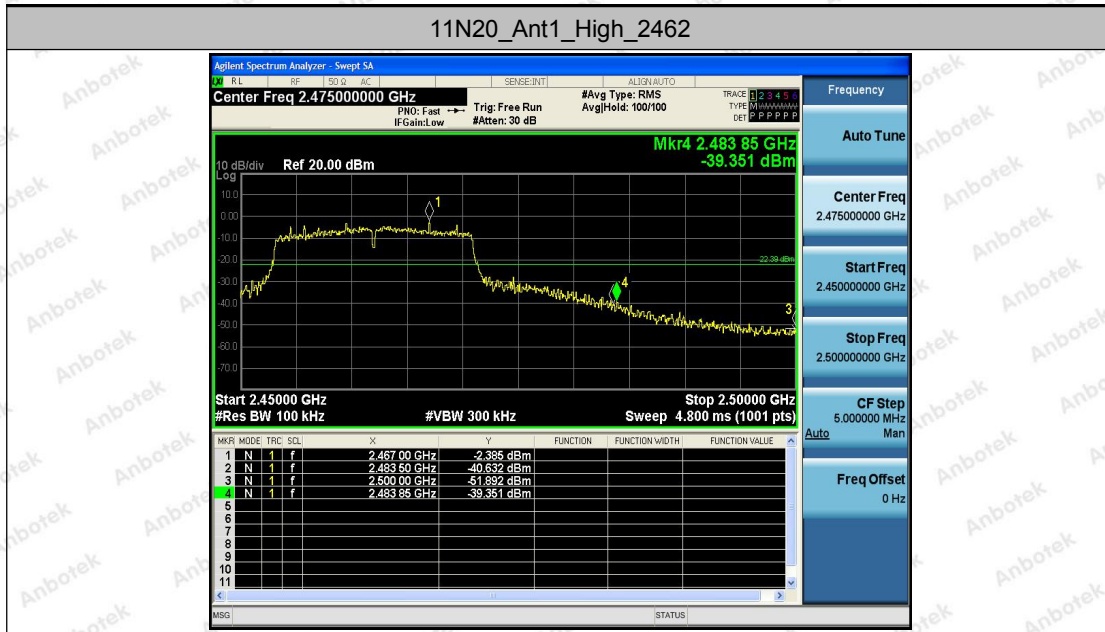 11N20_Ant1_High_2462
Agilent Spectrum Analyzer - Swept SA
RL RF 50 Ω AC SENSE:INT ALIGN AUTO
Center Freq 2.475000000 GHz
PNO: Fast
IFGain:Low
Trig: Free Run
#Atten: 30 dB
#Avg Type: RMS
Avg|Hold: 100/100
TRACE 1 2 3 4 5 6
TYPE M
DET P P P P P P
Mkr4 2.483 85 GHz
-39.351 dBm
10 dB/div Ref 20.00 dBm
Log
10.0
0.00
-10.0
-20.0
-30.0
-40.0
-50.0
-60.0
-70.0
1
22.39 dBm
4
3
Start 2.45000 GHz
Stop 2.50000 GHz
#Res BW 100 kHz
#VBW 300 kHz
Sweep 4.800 ms (1001 pts)
MKR MODE TRC SCL X Y FUNCTION FUNCTION WIDTH FUNCTION VALUE
1 N 1 f 2.467 00 GHz -2.385 dBm
2 N 1 f 2.483 50 GHz -40.632 dBm
3 N 1 f 2.500 00 GHz -51.892 dBm
4 N 1 f 2.483 85 GHz -39.351 dBm
5
6
7
8
9
10
11
MSG
STATUS
Frequency
Auto Tune
Center Freq
2.475000000 GHz
Start Freq
2.450000000 GHz
Stop Freq
2.500000000 GHz
CF Step
5.000000 MHz
Auto Man
Freq Offset
0 Hz
Anbotek